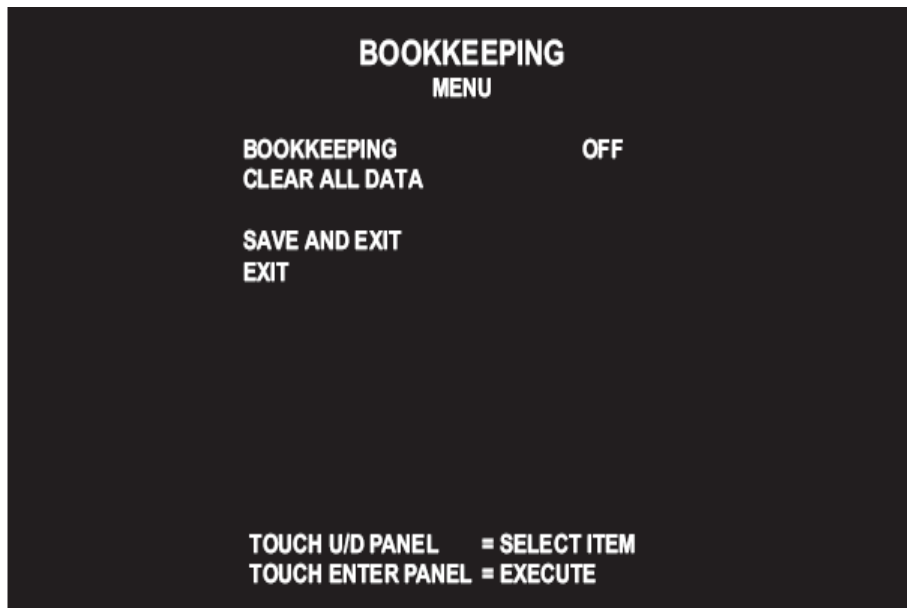 BOOKKEEPING
MENU
BOOKKEEPING OFF
CLEAR ALL DATA
SAVE AND EXIT
EXIT
TOUCH U/D PANEL = SELECT ITEM
TOUCH ENTER PANEL = EXECUTE